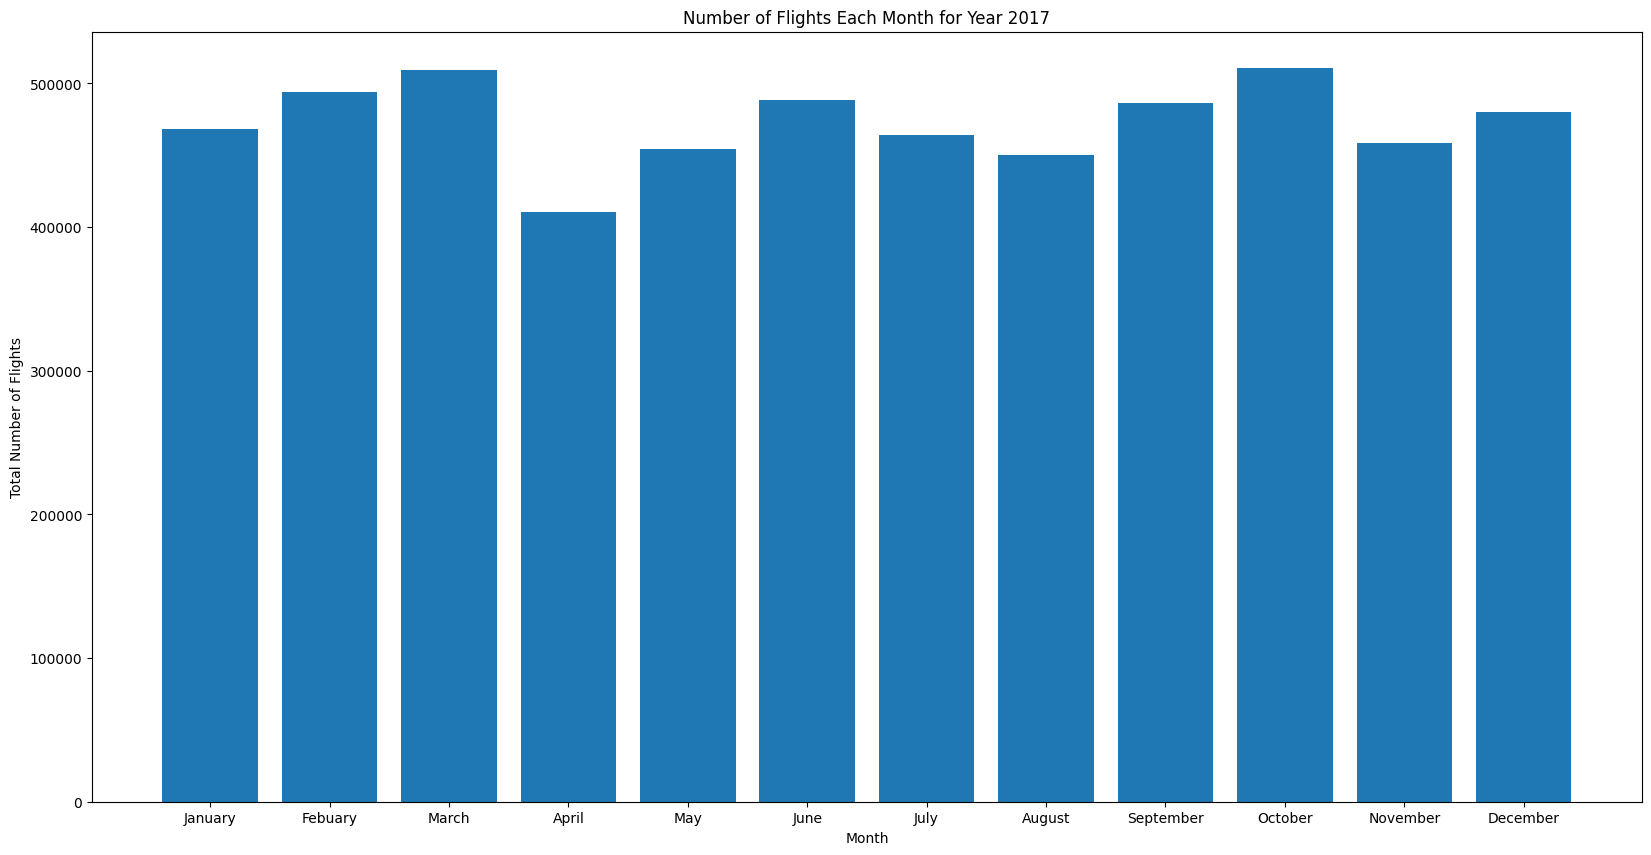 Number of Flights Each Month for Year 2017
Total Number of Flights
500000
400000
300000
200000
100000
0
January Febuary March April May June July August September October November December
Month